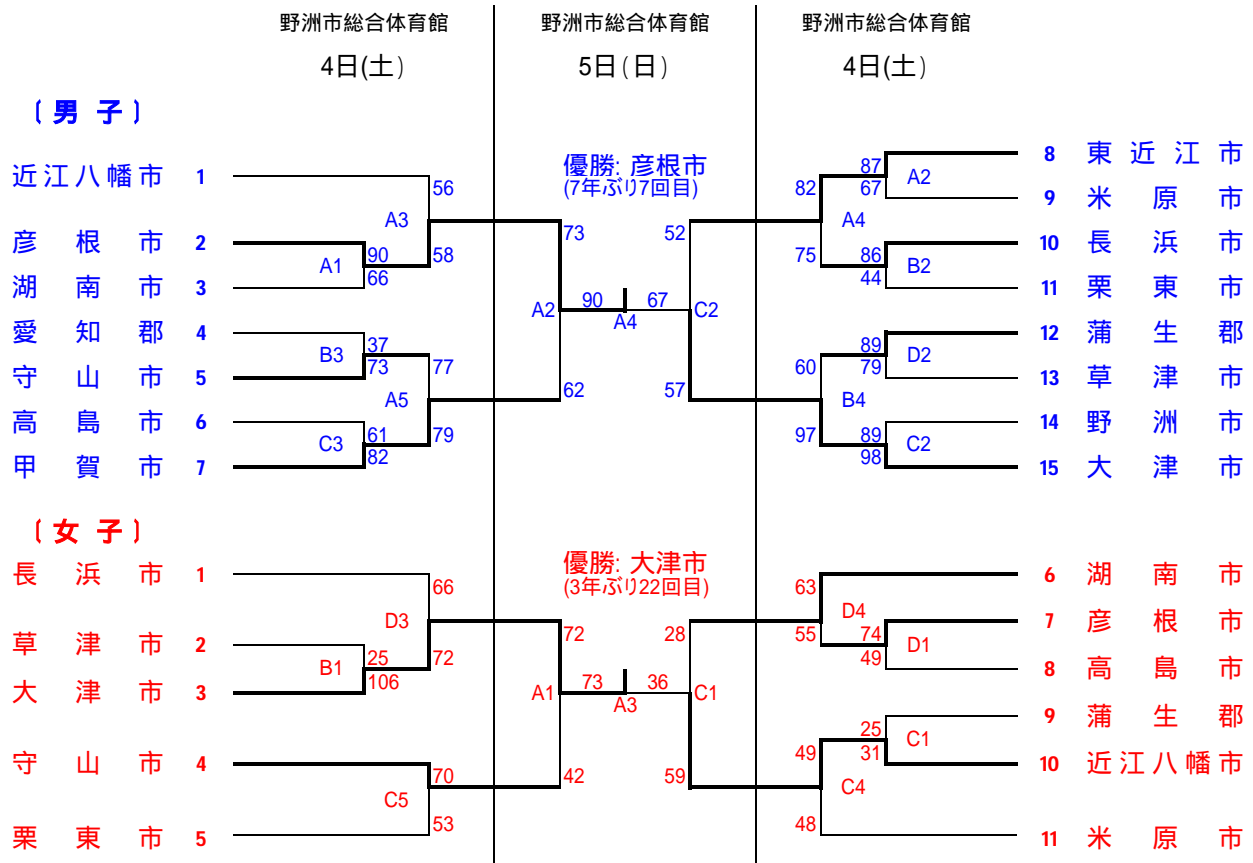 野洲市総合体育館 野洲市総合体育館 野洲市総合体育館
4日(土) 5日(日) 4日(土)
〔男子〕
優勝: 彦根市
(7年ぶり7回目)
近江八幡市 1
彦根市 2
湖南市 3
愛知郡 4
守山市 5
高島市 6
甲賀市 7
56
A3
58
90
A1
66
37
B3
73
77
A5
79
61
C3
82
73
A2
62
90 67
A4
52
C2
57
82
A4
75
87
A2
67
86
B2
44
60
B4
97
89
D2
79
89
C2
98
8 東近江市
9 米原市
10 長浜市
11 栗東市
12 蒲生郡
13 草津市
14 野洲市
15 大津市
〔女子〕
優勝: 大津市
(3年ぶり22回目)
長浜市 1
草津市 2
大津市 3
守山市 4
栗東市 5
66
D3
72
25
B1
106
70
C5
53
72
A1
42
73 36
A3
28
C1
59
63
D4
55
74
D1
49
49
C4
48
25
C1
31
6 湖南市
7 彦根市
8 高島市
9 蒲生郡
10 近江八幡市
11 米原市